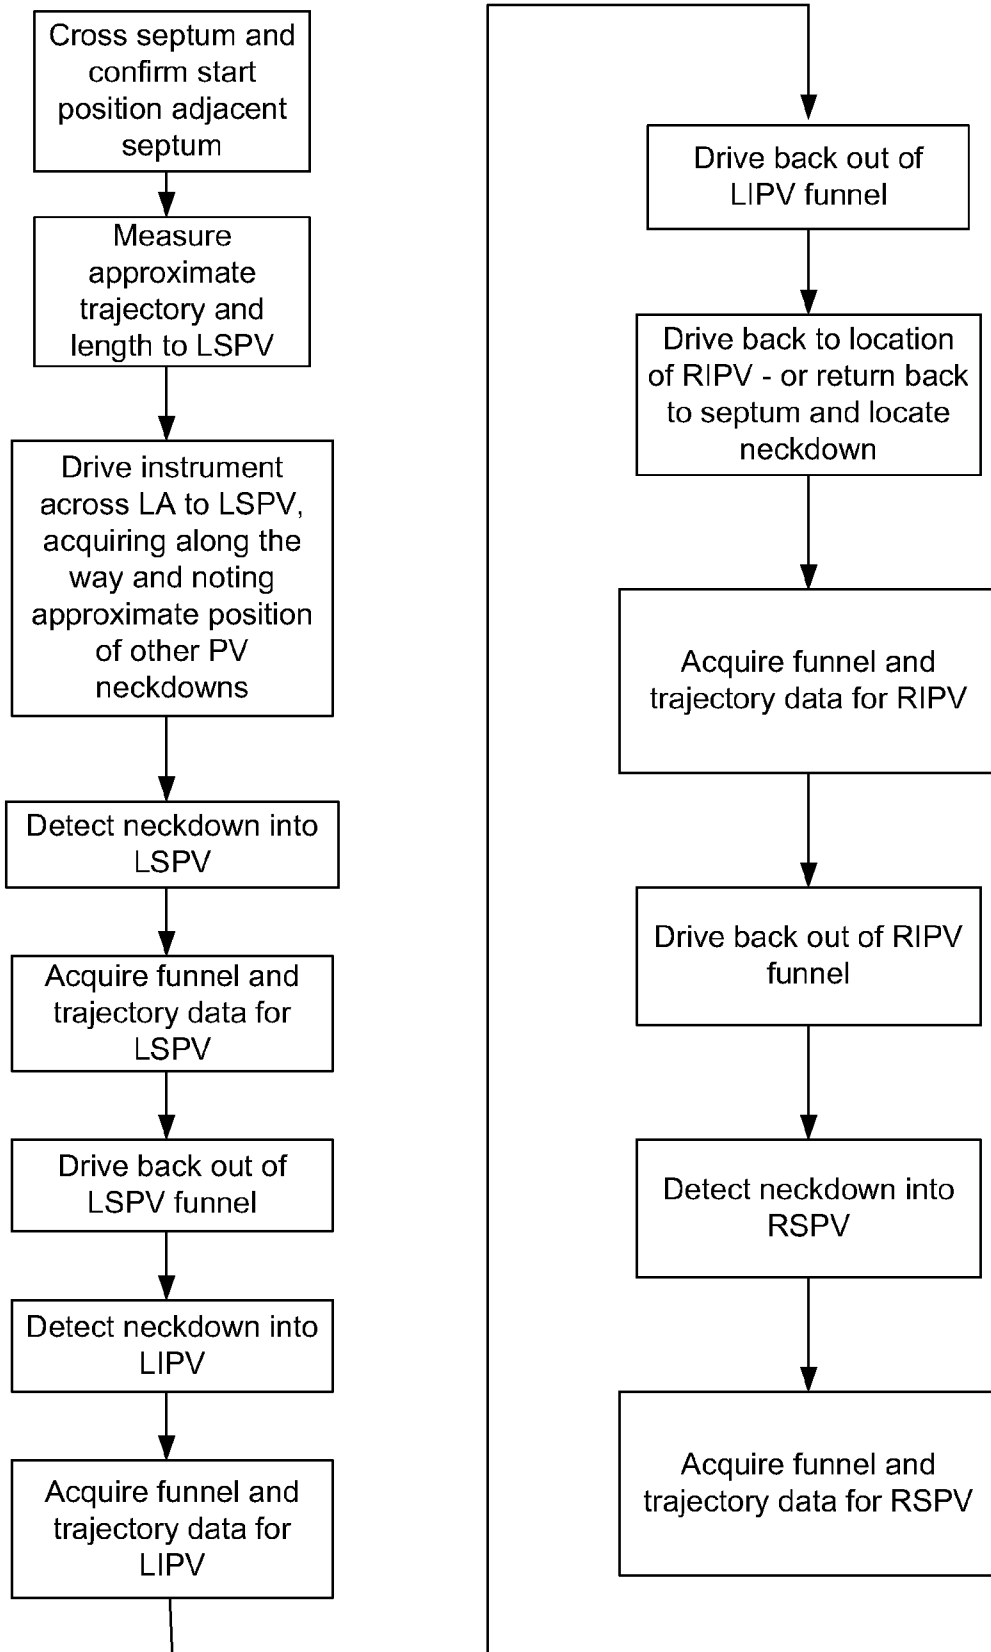 Cross septum and
confirm start
position adjacent
septum
Measure
approximate
trajectory and
length to LSPV
Drive instrument
across LA to LSPV,
acquiring along the
way and noting
approximate position
of other PV
neckdowns
Detect neckdown into
LSPV
Acquire funnel and
trajectory data for
LSPV
Drive back out of
LSPV funnel
Detect neckdown into
LIPV
Acquire funnel and
trajectory data for
LIPV
Drive back out of
LIPV funnel
Drive back to location
of RIPV - or return back
to septum and locate
neckdown
Acquire funnel and
trajectory data for RIPV
Drive back out of RIPV
funnel
Detect neckdown into
RSPV
Acquire funnel and
trajectory data for RSPV